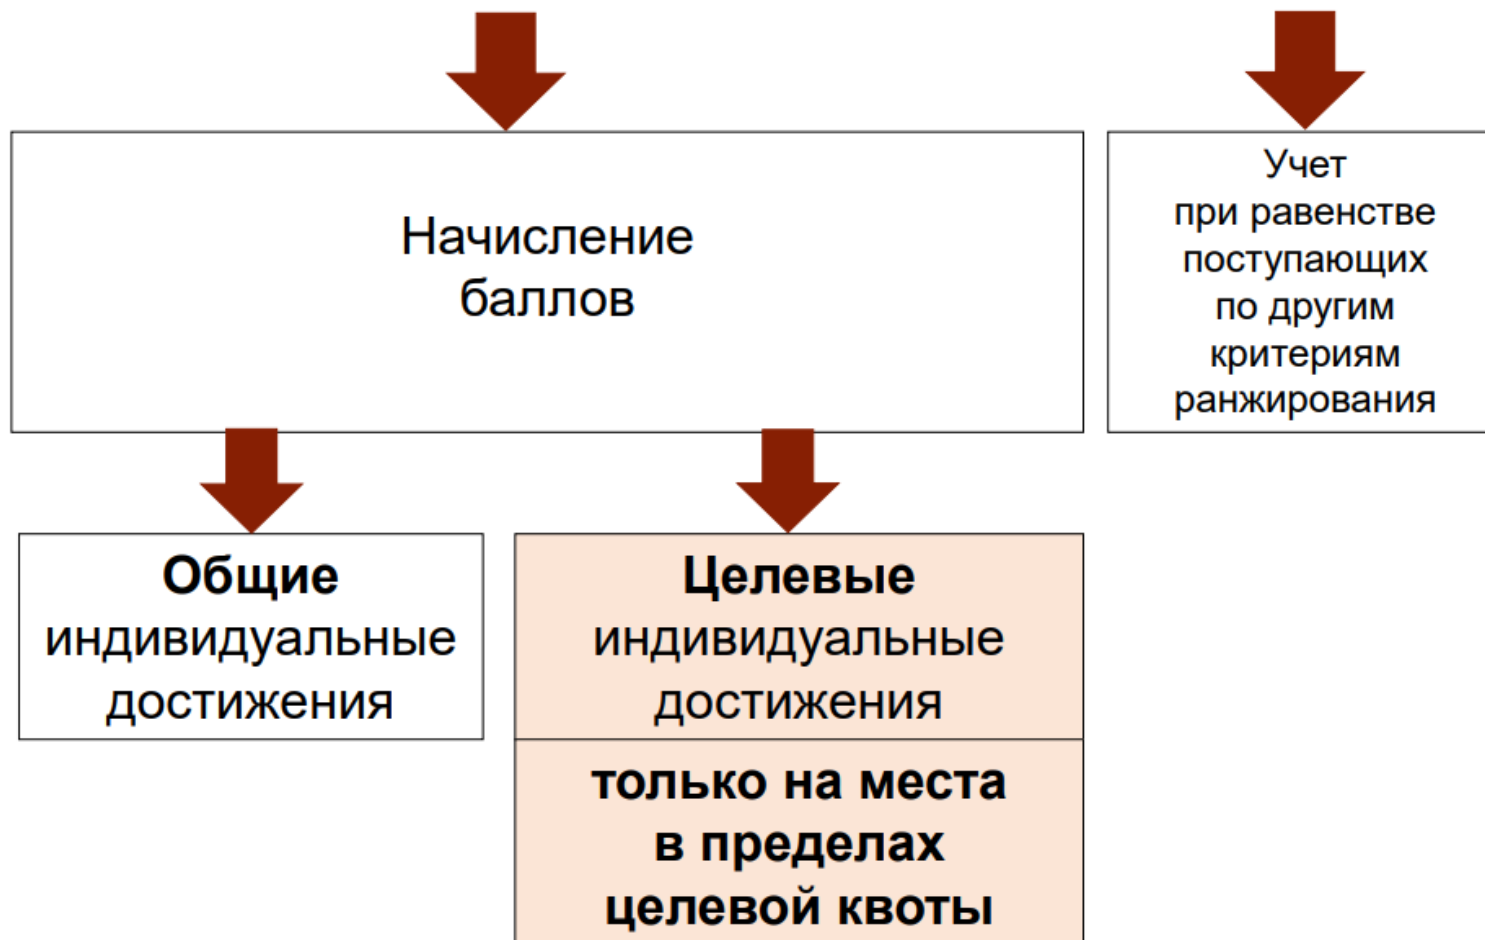 Начисление
баллов
Учет
при равенстве
поступающих
по другим
критериям
ранжирования
Общие
индивидуальные
достижения
Целевые
индивидуальные
достижения
только на места
в пределах
целевой квоты